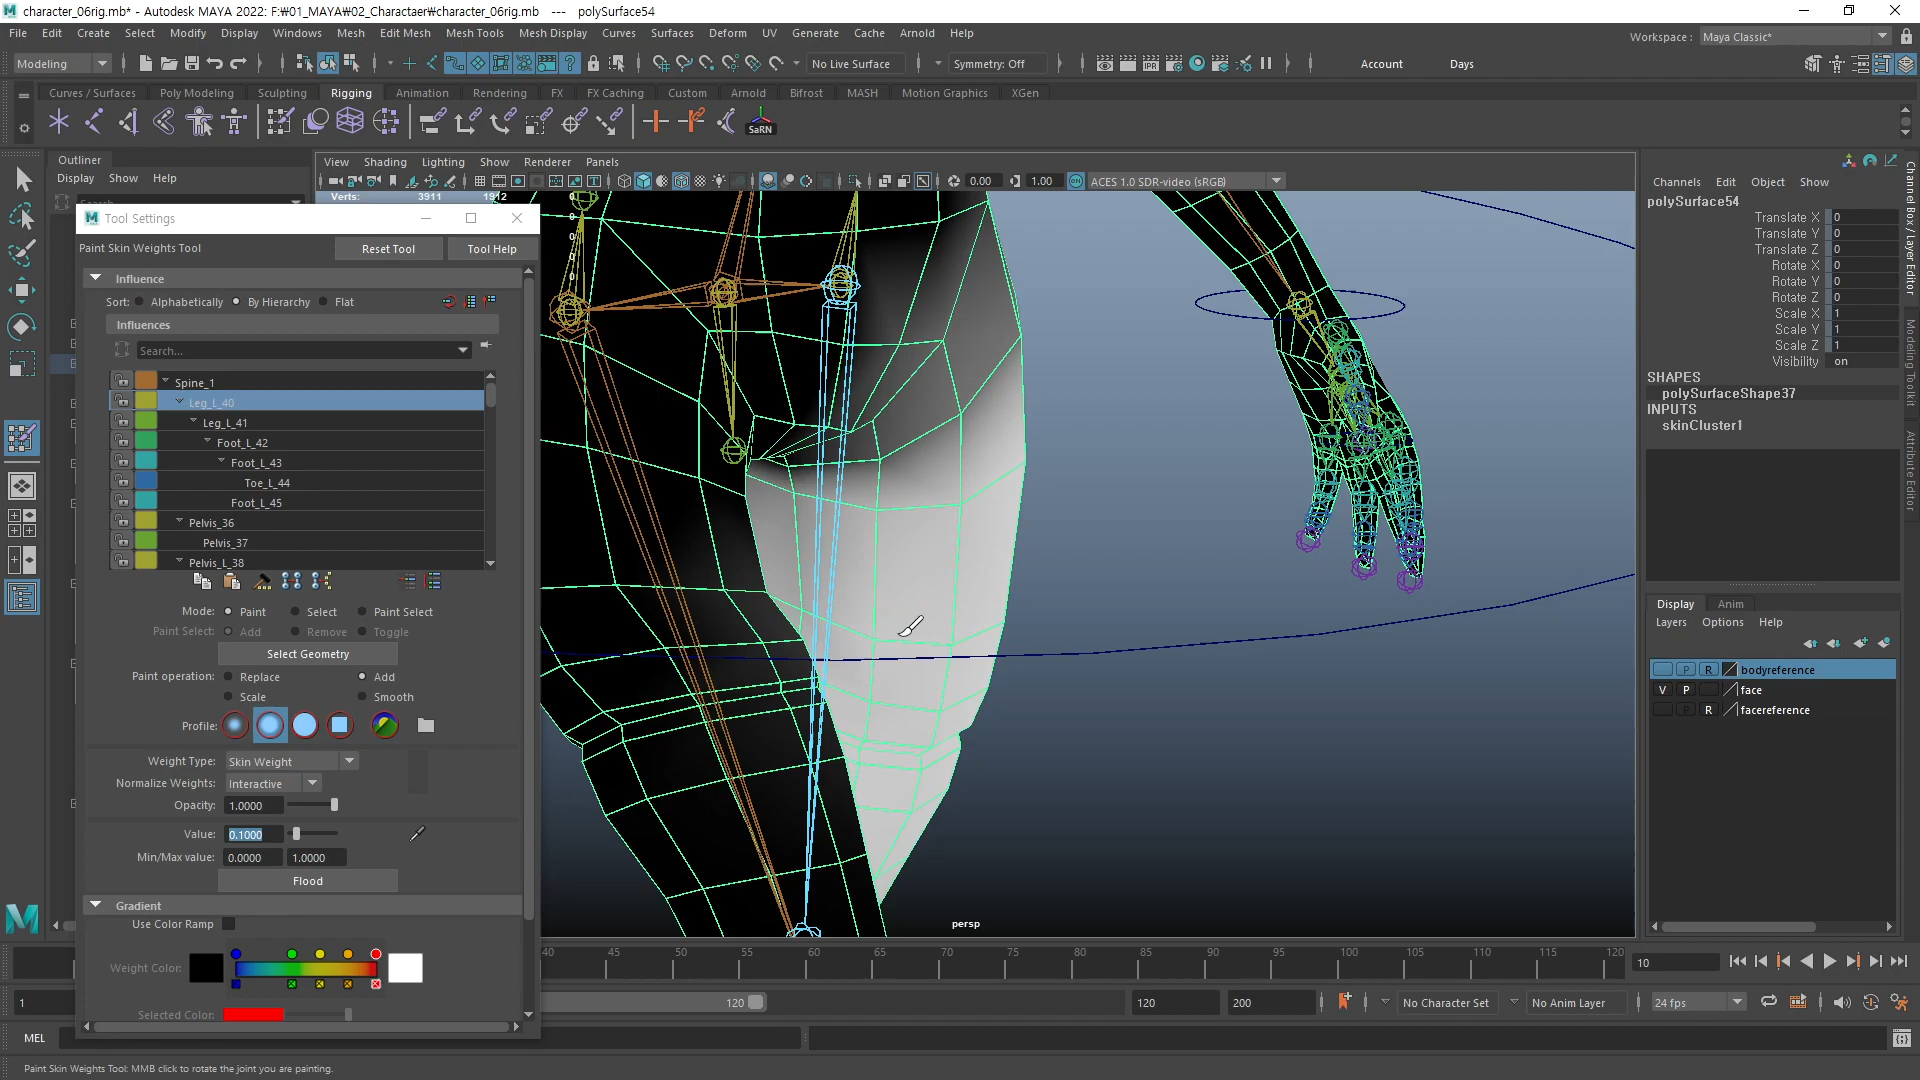 character_06rig.mb* - Autodesk MAYA 2022: F:₩01_MAYA₩02_Charactaer₩character_06rig.mb --- polySurface54
File Edit Create Select Modify Display Windows Mesh Edit Mesh Mesh Tools Mesh Display Curves Surfaces Deform UV Generate Cache Arnold Help
Workspace : Maya Classic*
Modeling No Live Surface Symmetry: Off Account Days
Curves / Surfaces Poly Modeling Sculpting Rigging Animation Rendering FX FX Caching Custom Arnold Bifrost MASH Motion Graphics XGen
SaRN
Outliner
Display Show Help
View Shading Lighting Show Renderer Panels
0.00 1.00 ACES 1.0 SDR-video (sRGB)
Verts: 3911 1912
Tool Settings
Paint Skin Weights Tool Reset Tool Tool Help
Influence
Sort: Alphabetically By Hierarchy Flat
Influences
Search...
Spine_1
Leg_L_40
Leg_L_41
Foot_L_42
Foot_L_43
Toe_L_44
Foot_L_45
Pelvis_36
Pelvis_37
Pelvis_L_38
Mode: Paint Select Paint Select
Paint Select: Add Remove Toggle
Select Geometry
Paint operation: Replace Add
Scale Smooth
Profile:
Weight Type: Skin Weight
Normalize Weights: Interactive
Opacity: 1.0000
Value: 0.1000
Min/Max value: 0.0000 1.0000
Flood
Gradient
Use Color Ramp
Weight Color:
Selected Color:
persp
Channels Edit Object Show
polySurface54
Translate X 0
Translate Y 0
Translate Z 0
Rotate X 0
Rotate Y 0
Rotate Z 0
Scale X 1
Scale Y 1
Scale Z 1
Visibility on
SHAPES
polySurfaceShape37
INPUTS
skinCluster1
Display Anim
Layers Options Help
P R bodyreference
V P face
P R facereference
Channel Box / Layer Editor
Modeling Toolkit
Attribute Editor
40 45 50 55 60 65 70 75 80 85 90 95 100 105 110 115 120
10
1 120 120 200 No Character Set No Anim Layer 24 fps
MEL
Paint Skin Weights Tool: MMB click to rotate the joint you are painting.